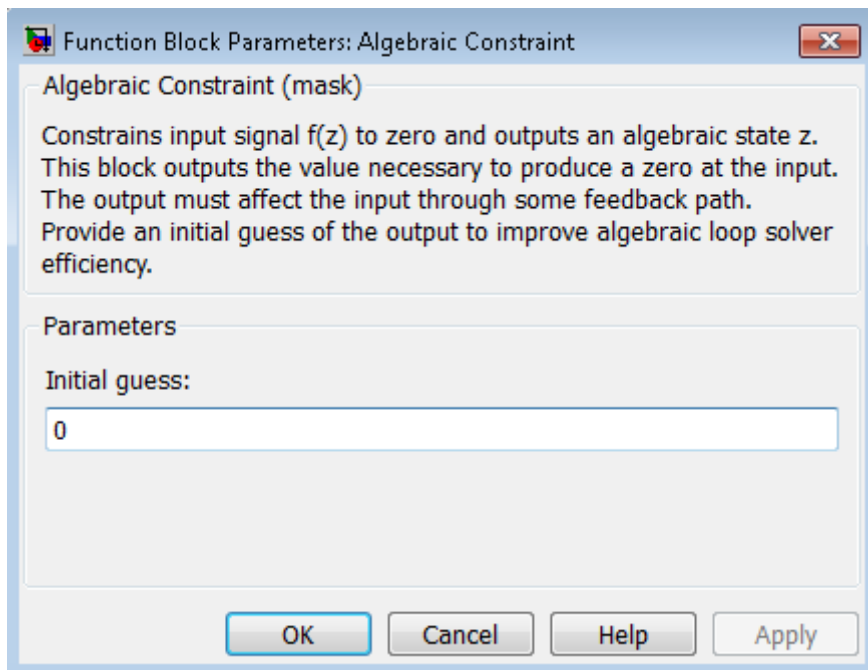 Function Block Parameters: Algebraic Constraint
Algebraic Constraint (mask)
Constrains input signal f(z) to zero and outputs an algebraic state z.
This block outputs the value necessary to produce a zero at the input.
The output must affect the input through some feedback path.
Provide an initial guess of the output to improve algebraic loop solver
efficiency.
Parameters
Initial guess:
0
OK Cancel Help Apply